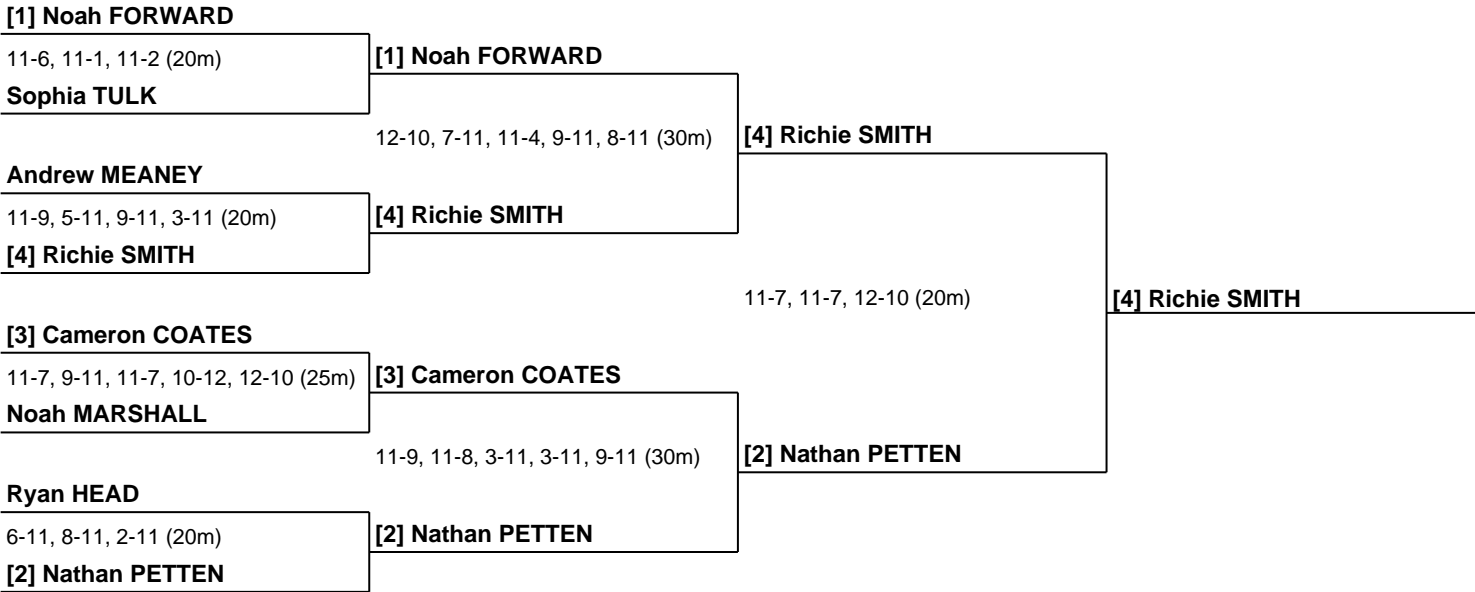 [1] Noah FORWARD
11-6, 11-1, 11-2 (20m)
Sophia TULK
[1] Noah FORWARD
12-10, 7-11, 11-4, 9-11, 8-11 (30m)
[4] Richie SMITH
Andrew MEANEY
11-9, 5-11, 9-11, 3-11 (20m)
[4] Richie SMITH
[4] Richie SMITH
11-7, 11-7, 12-10 (20m)
[4] Richie SMITH
[3] Cameron COATES
11-7, 9-11, 11-7, 10-12, 12-10 (25m)
Noah MARSHALL
[3] Cameron COATES
11-9, 11-8, 3-11, 3-11, 9-11 (30m)
[2] Nathan PETTEN
Ryan HEAD
6-11, 8-11, 2-11 (20m)
[2] Nathan PETTEN
[2] Nathan PETTEN